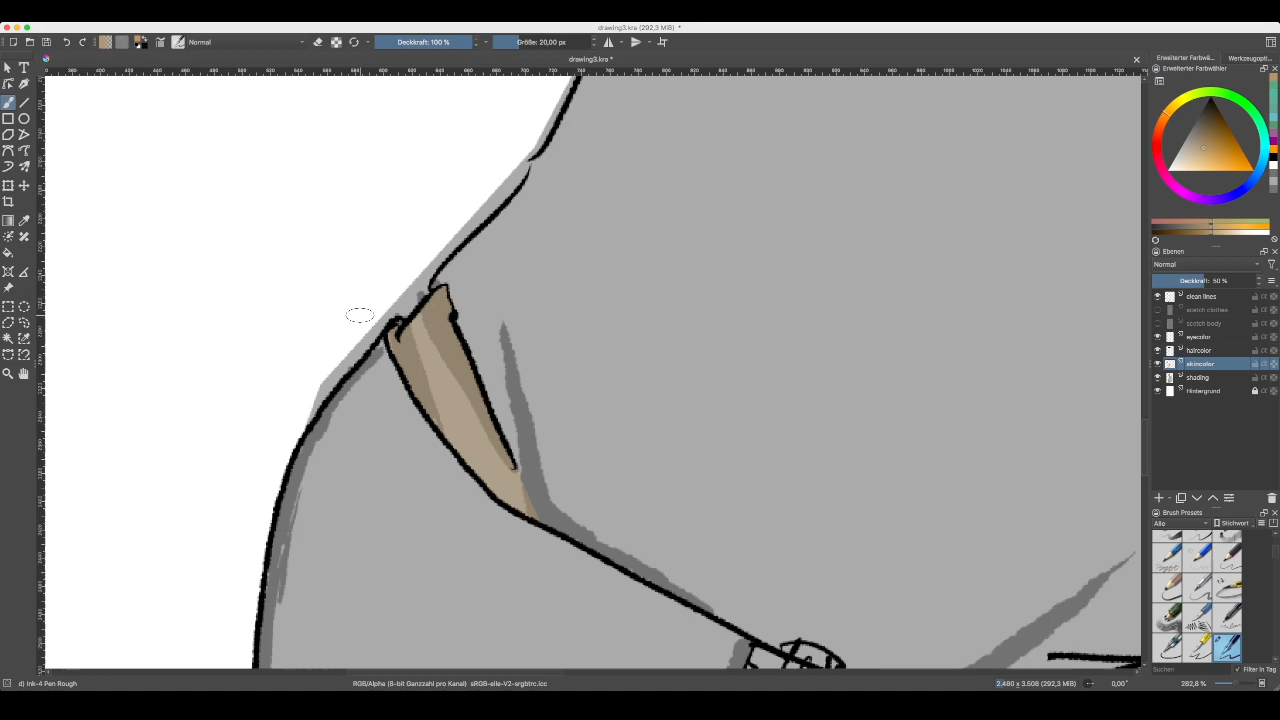 drawing3.kra (292,3 MiB) *
Normal
Deckkraft: 100 %
Größe: 20,00 px
drawing3.kra *
Erweiterter Farbwä...
Werkzeugopti...
Erweiterter Farbwähler
Ebenen
Normal
Deckkraft: 50 %
clean lines
scetch clothes
scetch body
eyecolor
haircolor
skincolor
shading
Hintergrund
Brush Presets
Alle
Stichwort
Suchen
Filter in Tag
d) Ink-4 Pen Rough
RGB/Alpha (8-bit Ganzzahl pro Kanal) sRGB-elle-V2-srgbtrc.icc
2.480 x 3.508 (292,3 MiB)
0,00°
282,8 %